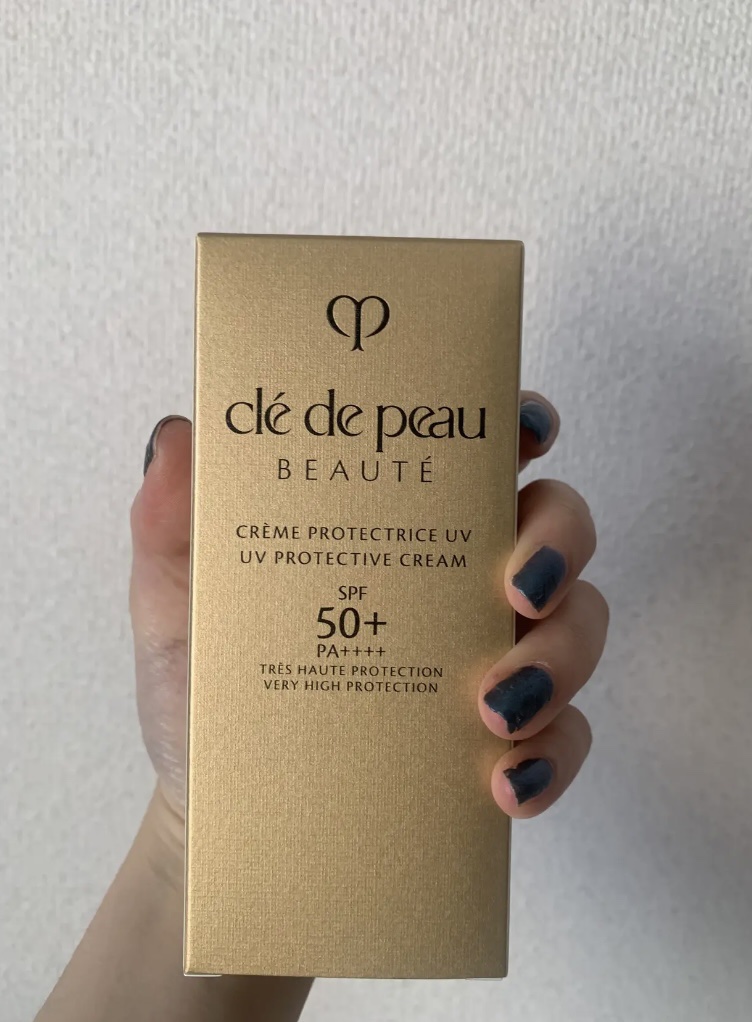 clé de peau
BEAUTÉ
CRÈME PROTECTRICE UV
UV PROTECTIVE CREAM
SPF
50+
PA++++
TRÈS HAUTE PROTECTION
VERY HIGH PROTECTION